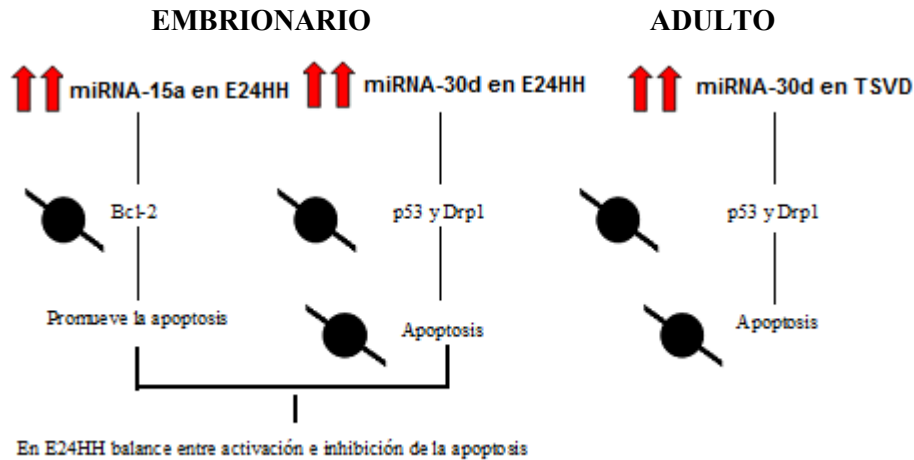 EMBRIONARIO
ADULTO
miRNA-15a en E24HH
miRNA-30d en E24HH
miRNA-30d en TSVD
Bcl-2
p53 y Drp1
p53 y Drp1
Promueve la apoptosis
Apoptosis
Apoptosis
En E24HH balance entre activación e inhibición de la apoptosis